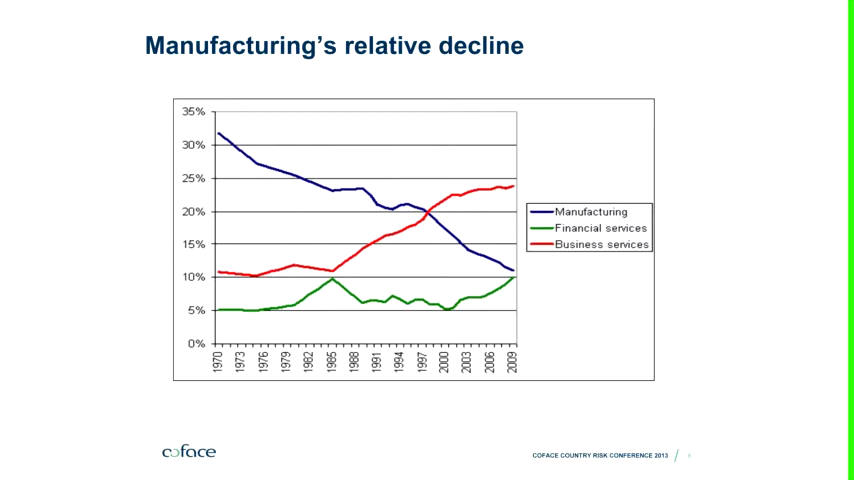 Manufacturing's relative decline
35%
30%
25%
20%
15%
10%
5%
0%
1970 1973 1976 1979 1982 1985 1988 1991 1994 1997 2000 2003 2006 2009
Manufacturing
Financial services
Business services
coface
COFACE COUNTRY RISK CONFERENCE 2013 /